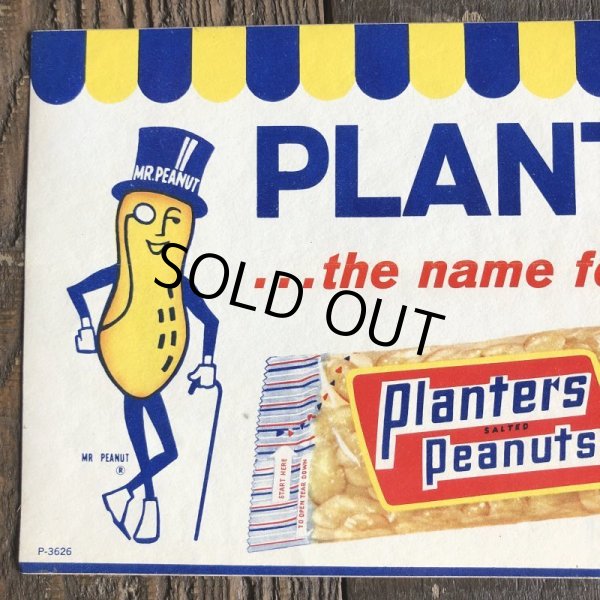 PLANT
MR. PEANUT
...the name fo
SOLD OUT
Planters
SALTED
Peanuts
MR PEANUT
®
START HERE
TO OPEN TEAR DOWN
P-3626